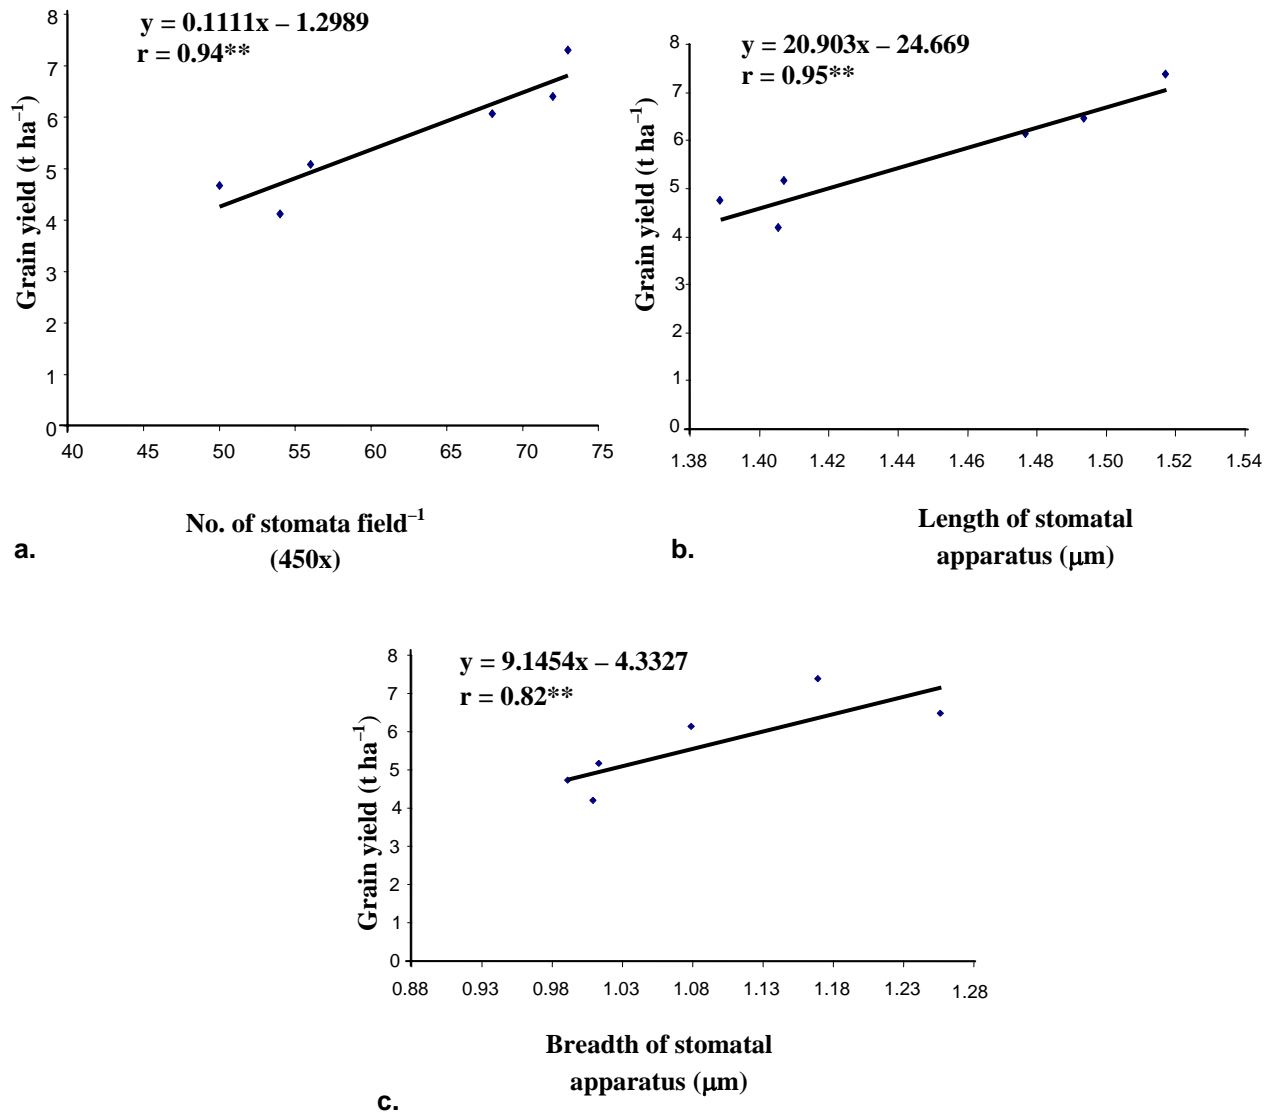 y = 0.1111x – 1.2989
r = 0.94**
8
7
6
5
4
3
2
1
0
Grain yield (t ha⁻¹)
40 45 50 55 60 65 70 75
No. of stomata field⁻¹
(450x)
a.
y = 20.903x – 24.669
r = 0.95**
8
7
6
5
4
3
2
1
0
Grain yield (t ha⁻¹)
1.38 1.40 1.42 1.44 1.46 1.48 1.50 1.52 1.54
Length of stomatal
apparatus (μm)
b.
y = 9.1454x – 4.3327
r = 0.82**
8
7
6
5
4
3
2
1
0
Grain yield (t ha⁻¹)
0.88 0.93 0.98 1.03 1.08 1.13 1.18 1.23 1.28
Breadth of stomatal
apparatus (μm)
c.